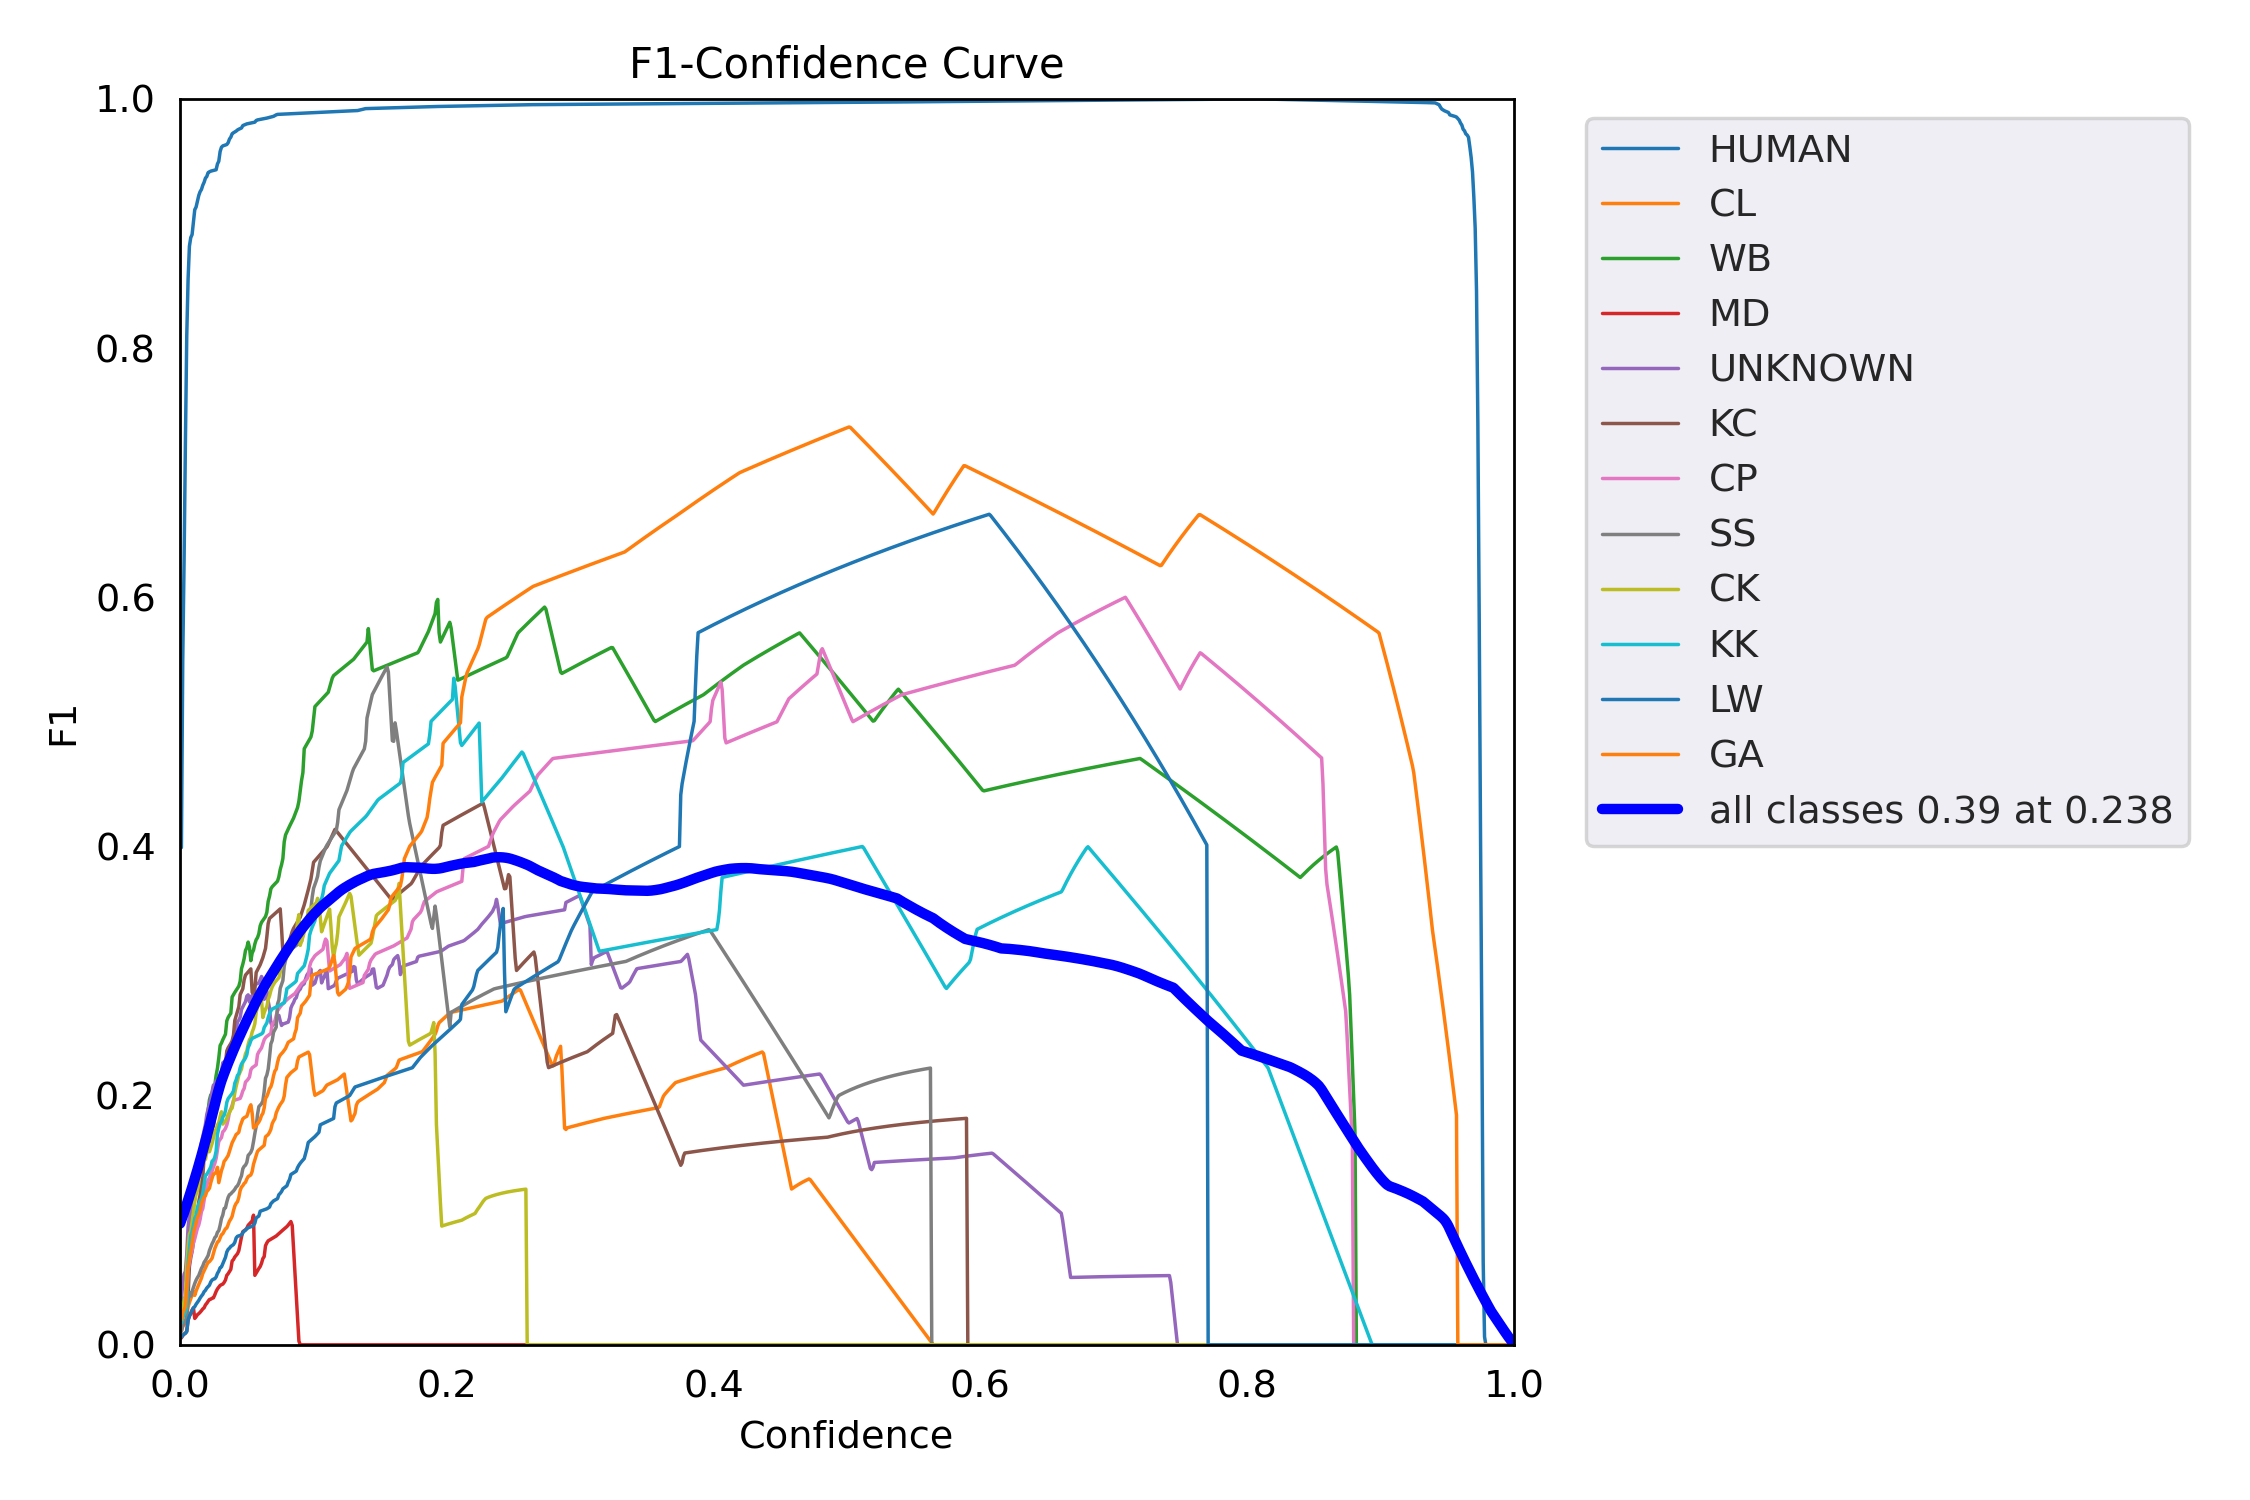 F1-Confidence Curve
1.0
0.8
0.6
0.4
0.2
0.0
F1
0.0 0.2 0.4 0.6 0.8 1.0
Confidence
HUMAN
CL
WB
MD
UNKNOWN
KC
CP
SS
CK
KK
LW
GA
all classes 0.39 at 0.238